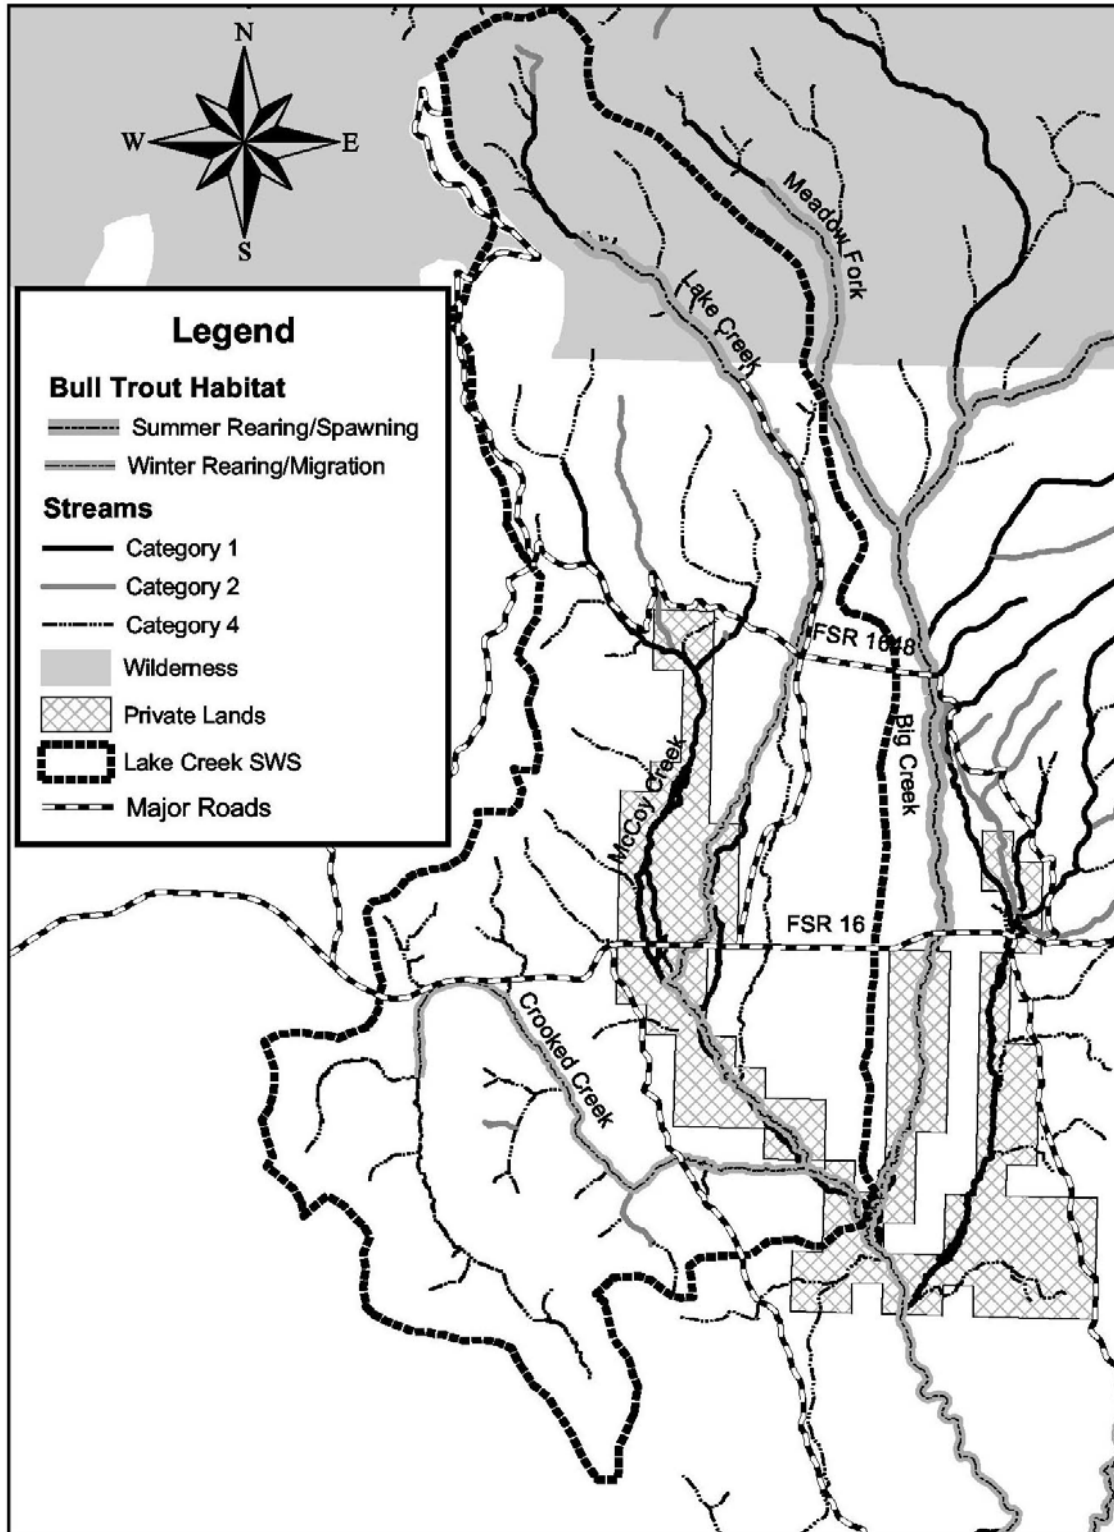 N
W E
S
Meadow Fork
Lake Creek
Legend
Bull Trout Habitat
Summer Rearing/Spawning
Winter Rearing/Migration
Streams
Category 1
Category 2
Category 4
Wilderness
Private Lands
Lake Creek SWS
Major Roads
FSR 1648
Big Creek
McCoy Creek
FSR 16
Crooked Creek